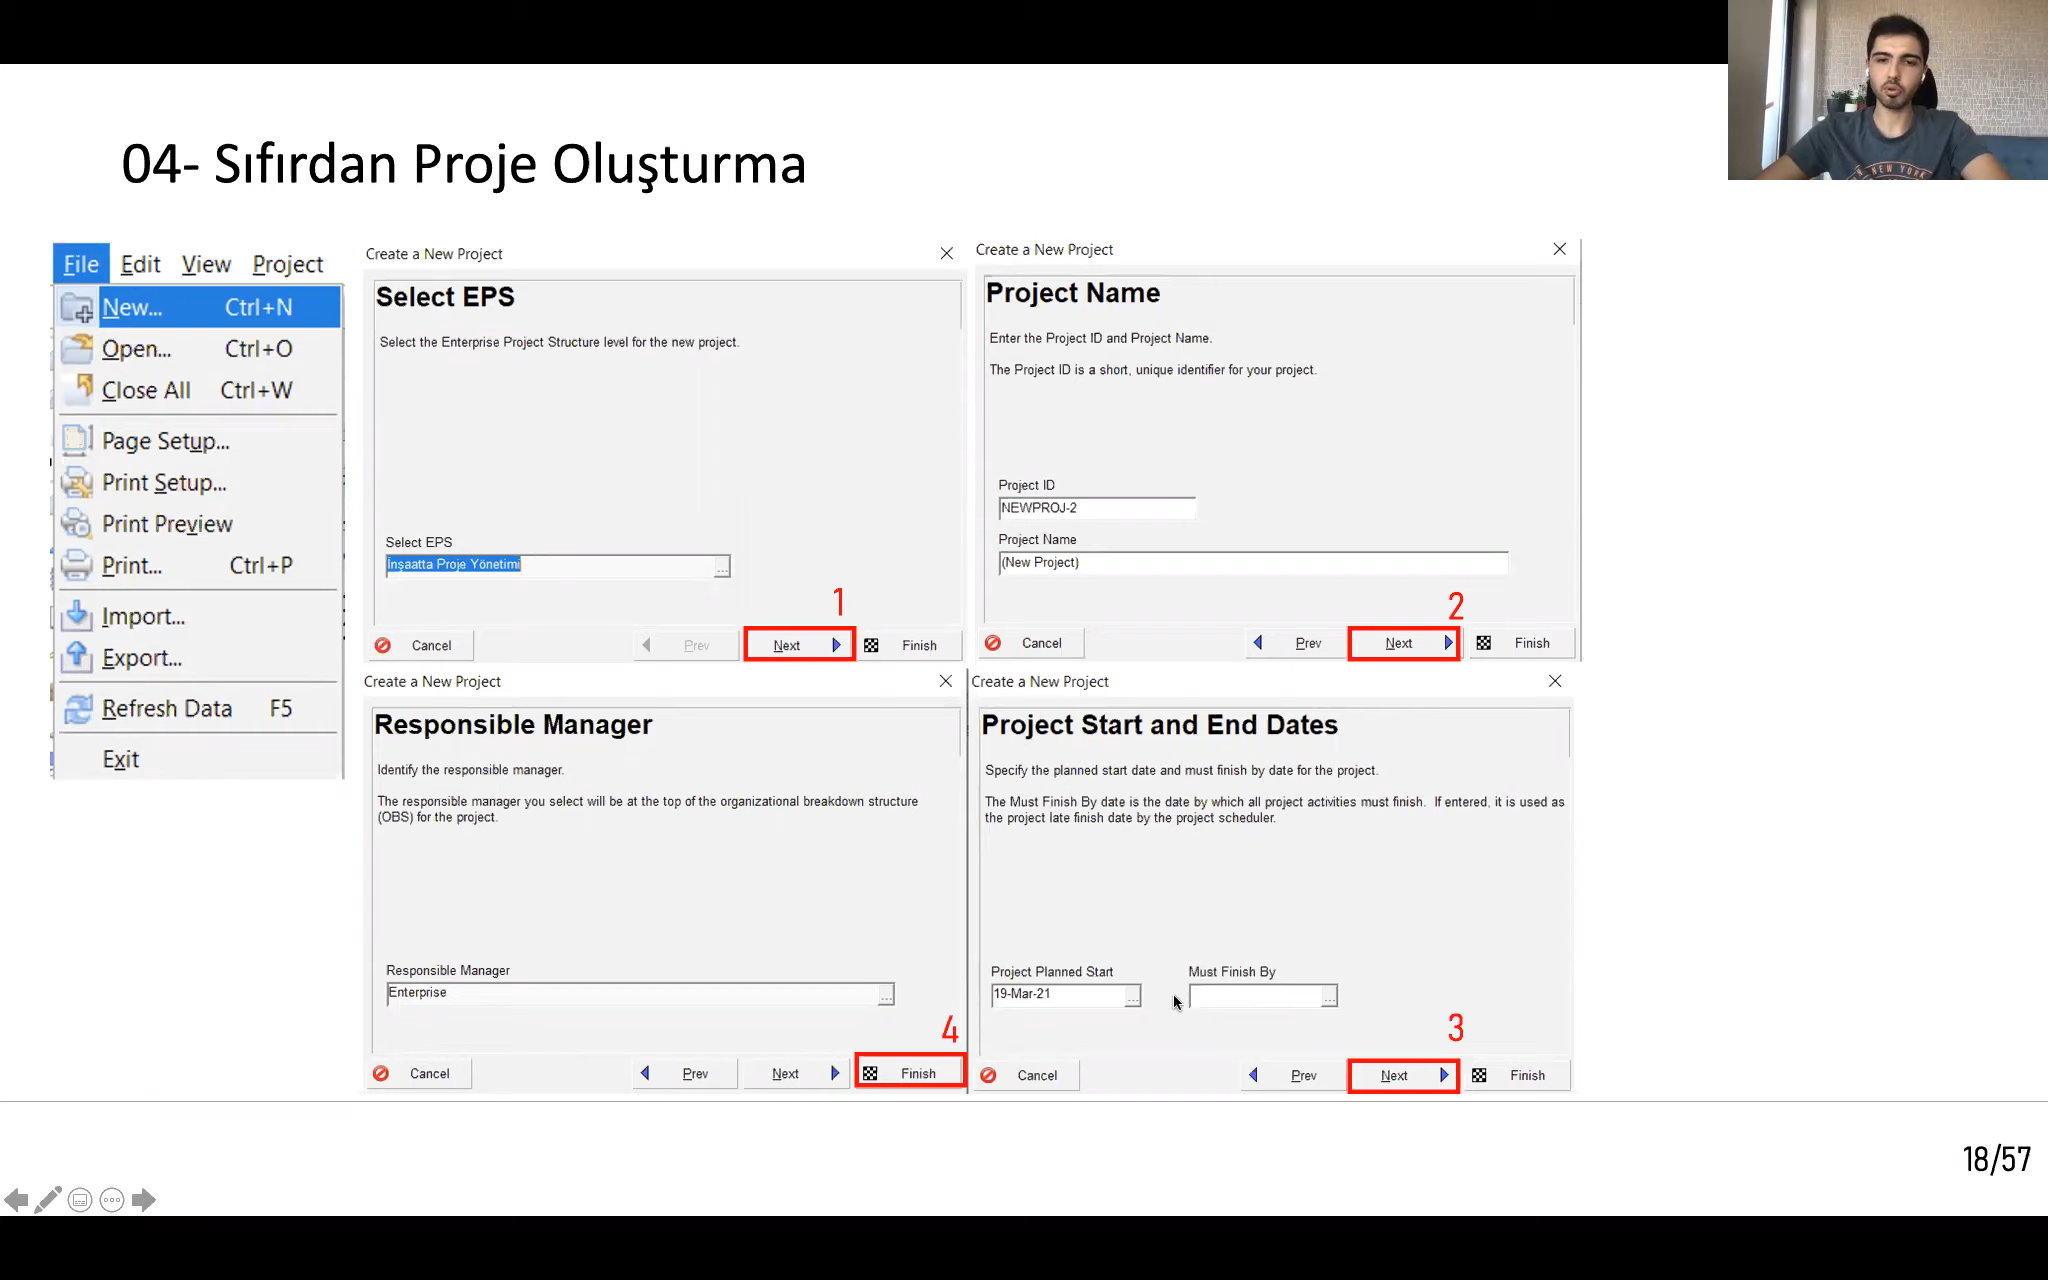 04- Sıfırdan Proje Oluşturma
File Edit View Project
New... Ctrl+N
Open... Ctrl+O
Close All Ctrl+W
Page Setup...
Print Setup...
Print Preview
Print... Ctrl+P
Import...
Export...
Refresh Data F5
Exit
Create a New Project
Select EPS
Select the Enterprise Project Structure level for the new project.
Select EPS
İnşaatta Proje Yönetimi
...
1
Cancel Prev Next Finish
Create a New Project
Project Name
Enter the Project ID and Project Name.
The Project ID is a short, unique identifier for your project.
Project ID
NEWPROJ-2
Project Name
(New Project)
2
Cancel Prev Next Finish
Create a New Project
Responsible Manager
Identify the responsible manager.
The responsible manager you select will be at the top of the organizational breakdown structure
(OBS) for the project.
Responsible Manager
Enterprise
...
4
Cancel Prev Next Finish
Create a New Project
Project Start and End Dates
Specify the planned start date and must finish by date for the project.
The Must Finish By date is the date by which all project activities must finish. If entered, it is used as
the project late finish date by the project scheduler.
Project Planned Start Must Finish By
19-Mar-21 ... ...
3
Cancel Prev Next Finish
18/57
NEW YORK